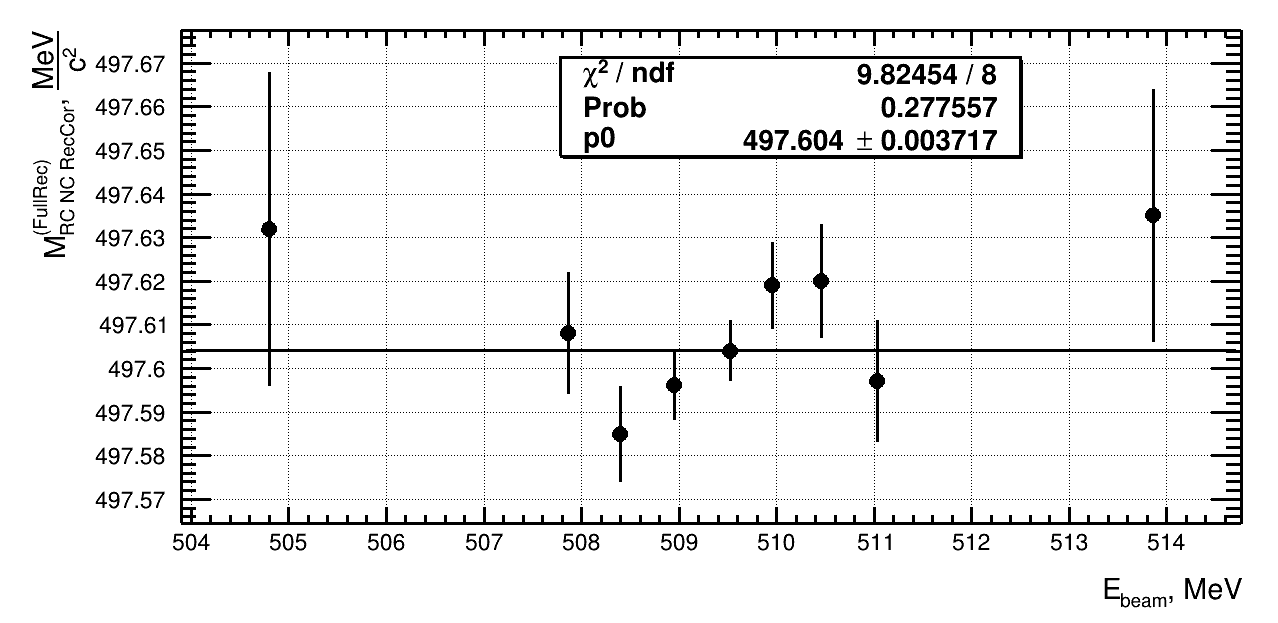 M(FullRec)RC NC RecCor, MeV/c2
497.67
497.66
497.65
497.64
497.63
497.62
497.61
497.6
497.59
497.58
497.57
χ2 / ndf 9.82454 / 8
Prob 0.277557
p0 497.604 ± 0.003717
504 505 506 507 508 509 510 511 512 513 514
Ebeam, MeV